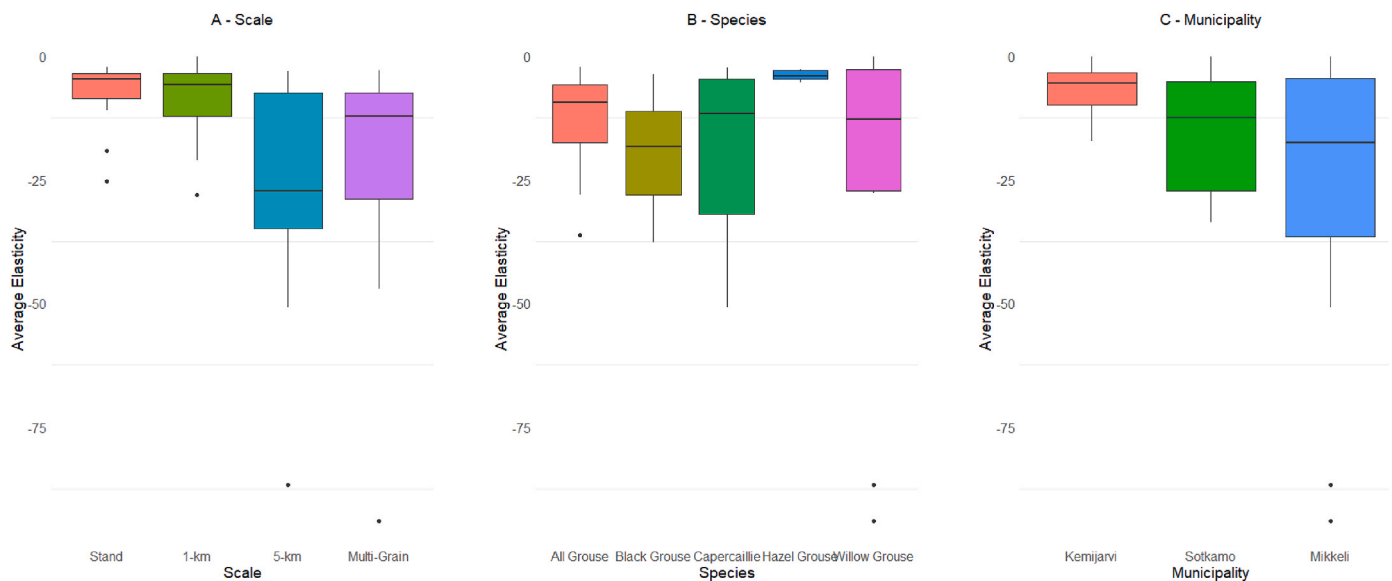 A - Scale
0
-25
-50
-75
Average Elasticity
Stand 1-km 5-km Multi-Grain
Scale
B - Species
0
-25
-50
-75
Average Elasticity
All Grouse Black Grouse Capercaillie Hazel Grouse Willow Grouse
Species
C - Municipality
0
-25
-50
-75
Average Elasticity
Kemijarvi Sotkamo Mikkeli
Municipality